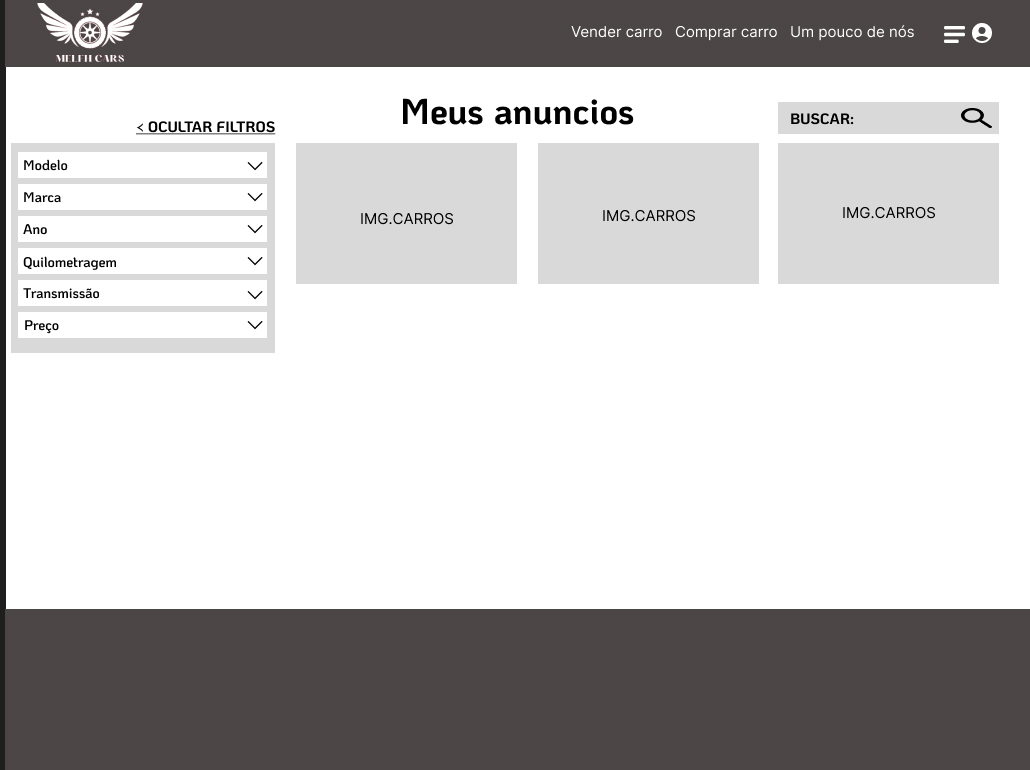 MELFH CARS
Vender carro Comprar carro Um pouco de nós
Meus anuncios
< OCULTAR FILTROS
BUSCAR:
Modelo
Marca
Ano
Quilometragem
Transmissão
Preço
IMG.CARROS
IMG.CARROS
IMG.CARROS